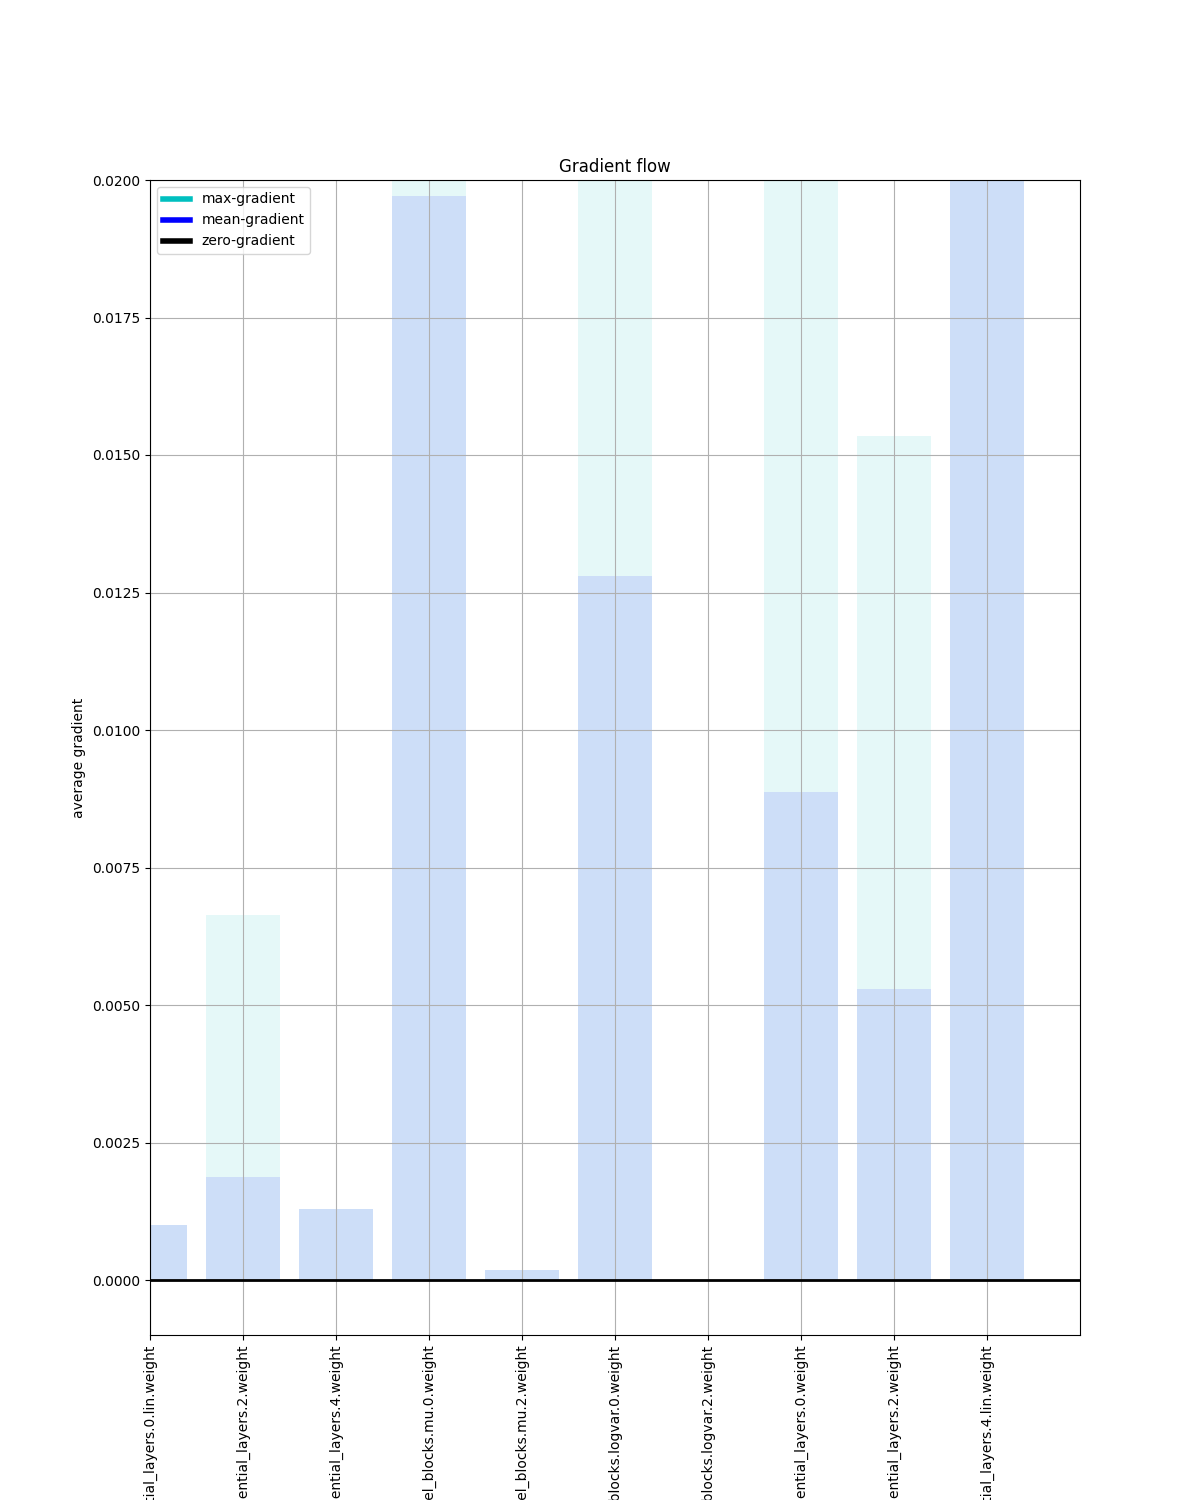 Gradient flow
max-gradient
mean-gradient
zero-gradient
0.0200
0.0175
0.0150
0.0125
0.0100
0.0075
0.0050
0.0025
0.0000
average gradient
tial_layers.0.lin.weight
ential_layers.2.weight
ential_layers.4.weight
el_blocks.mu.0.weight
el_blocks.mu.2.weight
blocks.logvar.0.weight
blocks.logvar.2.weight
ential_layers.0.weight
ential_layers.2.weight
tial_layers.4.lin.weight